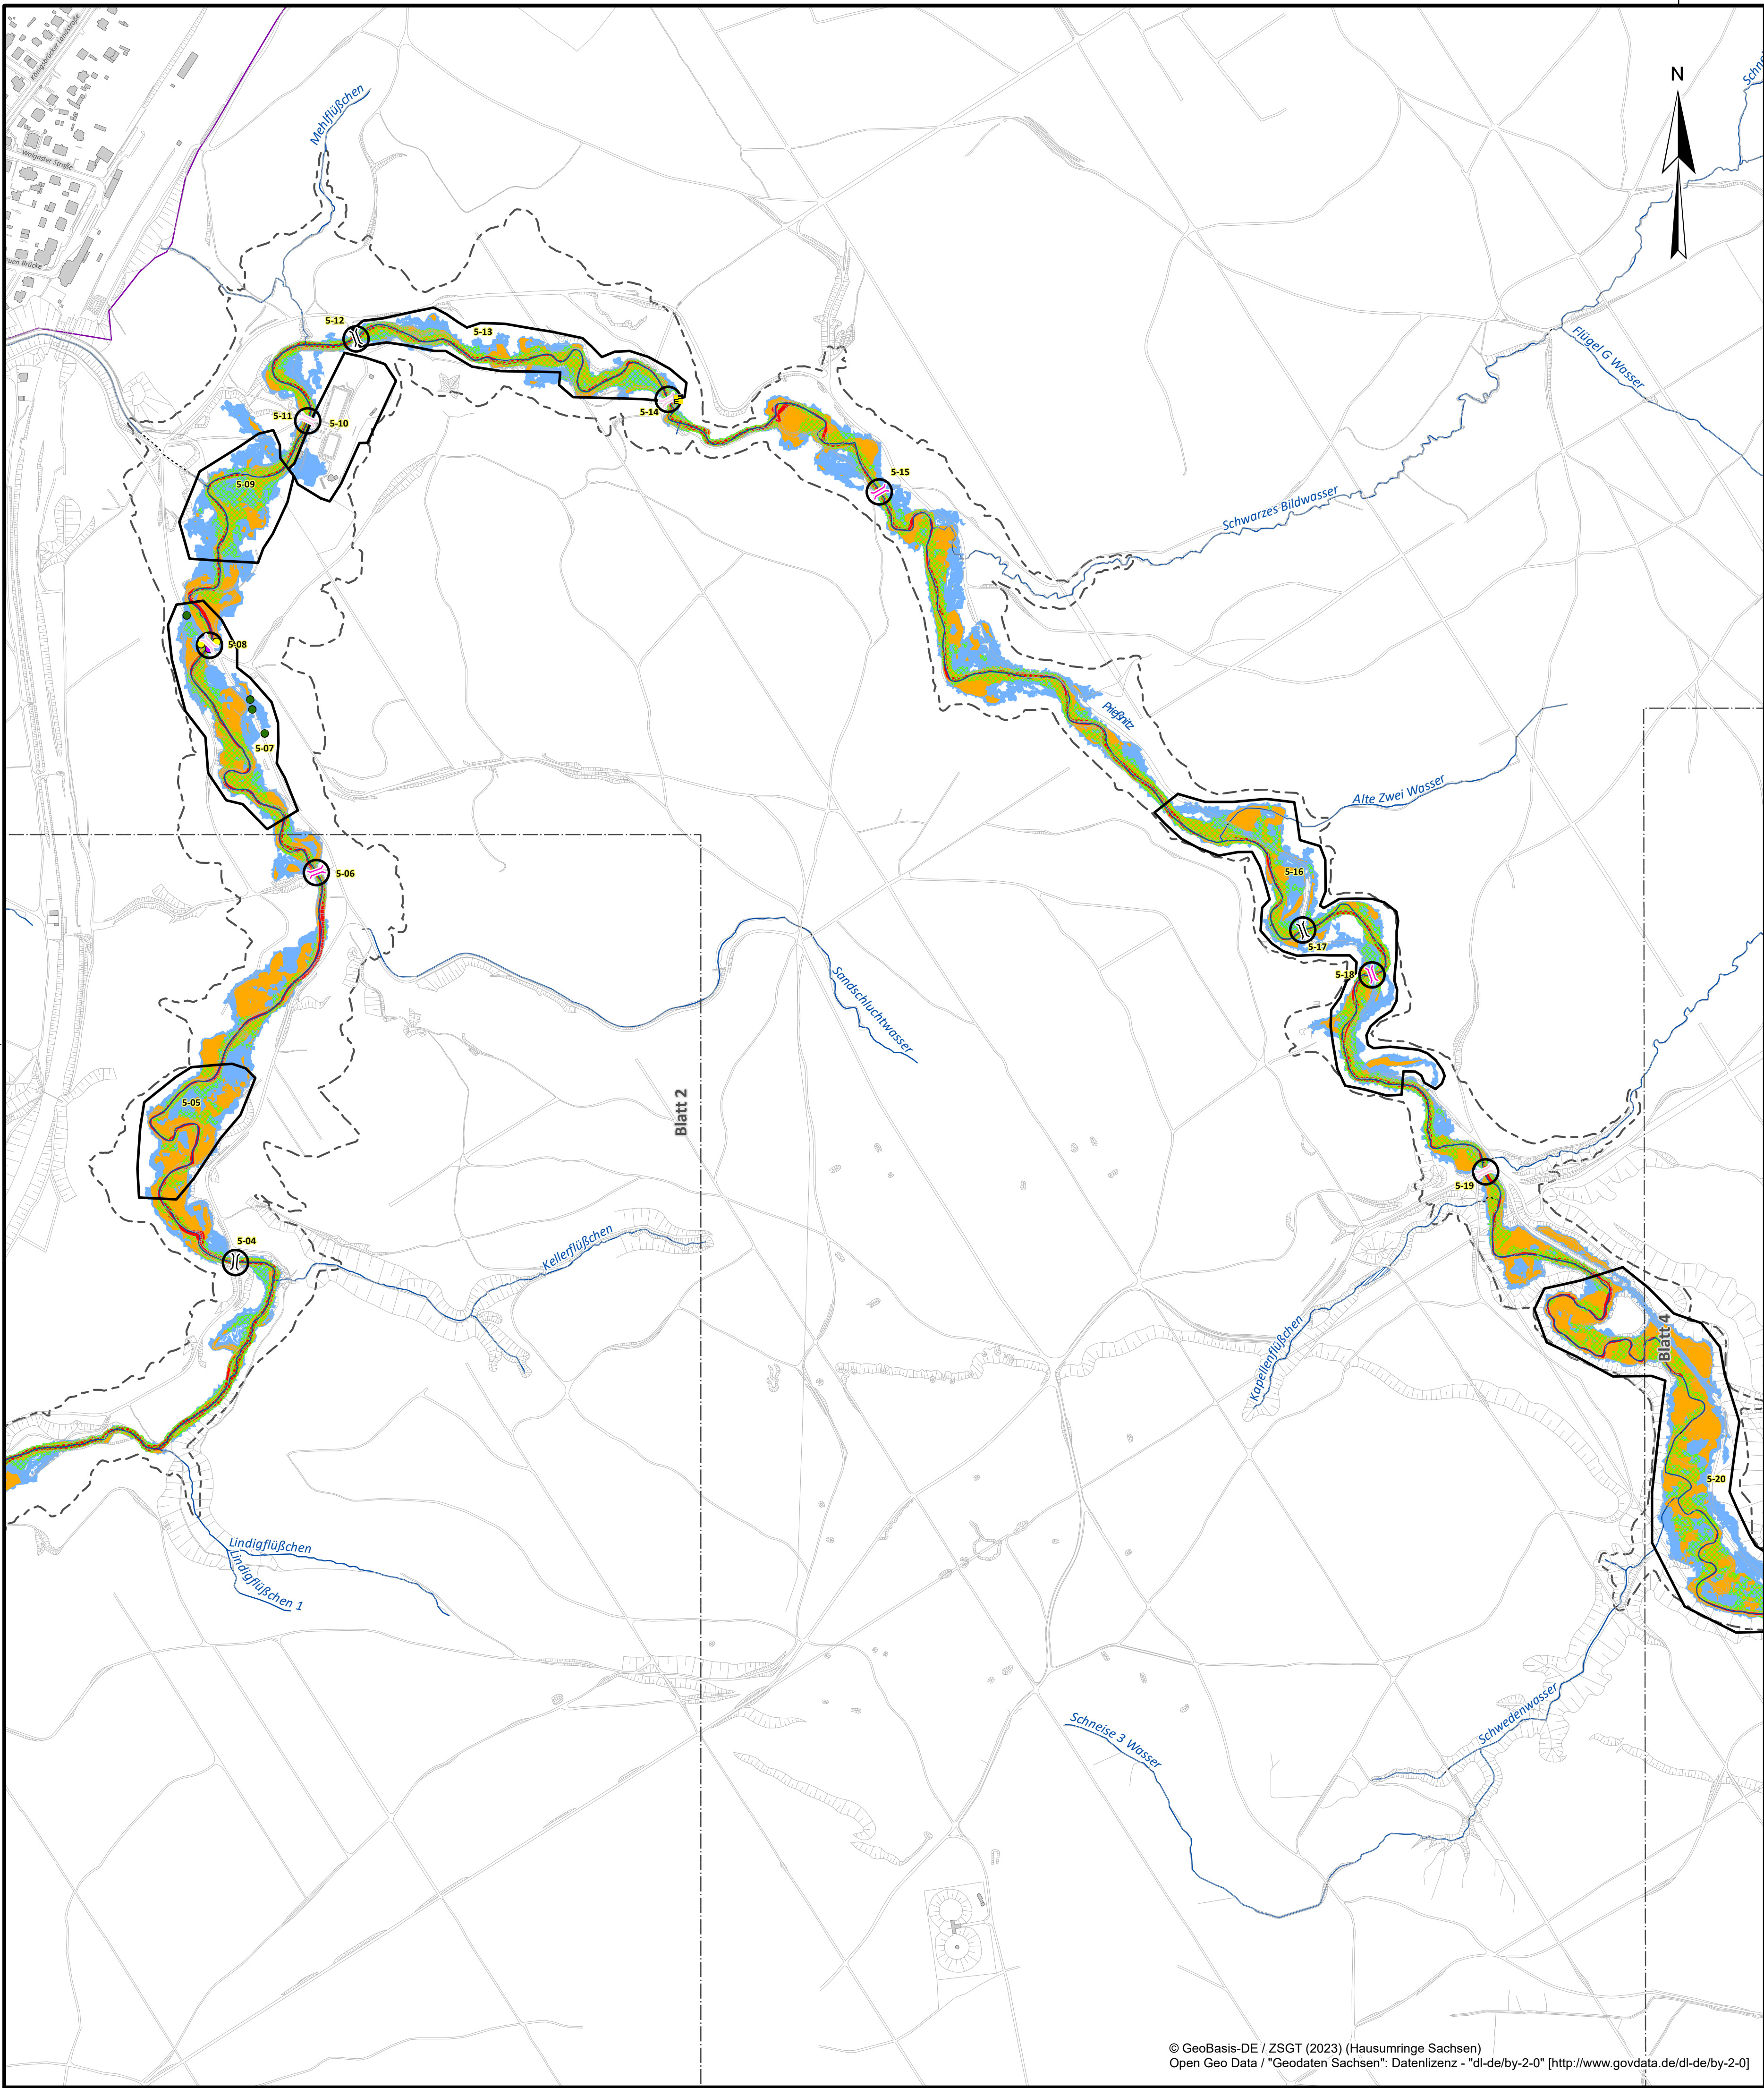 Königsbrücker Landstraße
Mehlflüßchen
N
Wolgaster Straße
Flügel G Wasser
5-12
5-13
5-11
5-10
5-14
5-09
5-15
Schwarzes Bildwasser
5-08
5-07
Prießnitz
Alte Zwei Wasser
5-06
5-16
5-17
5-18
Sandschluchtwasser
Blatt 2
5-05
5-19
5-04
Kellerflüßchen
Kapellenflüßchen
Blatt 4
5-20
Lindigflüßchen
Lindigflüßchen 1
Schneise 3 Wasser
Schwedenwasser
© GeoBasis-DE / ZSGT (2023) (Hausumringe Sachsen)
Open Geo Data / "Geodaten Sachsen": Datenlizenz - "dl-de/by-2-0" [http://www.govdata.de/dl-de/by-2-0]